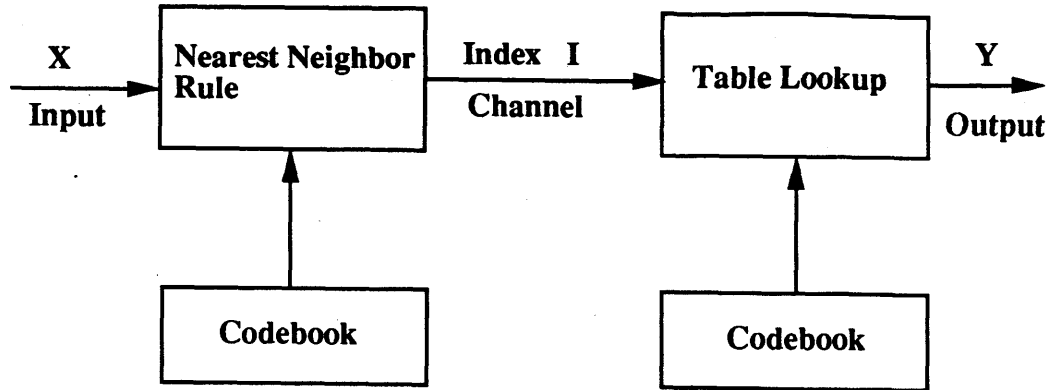 X
Input
Nearest Neighbor
Rule
Index I
Channel
Table Lookup
Y
Output
Codebook
Codebook